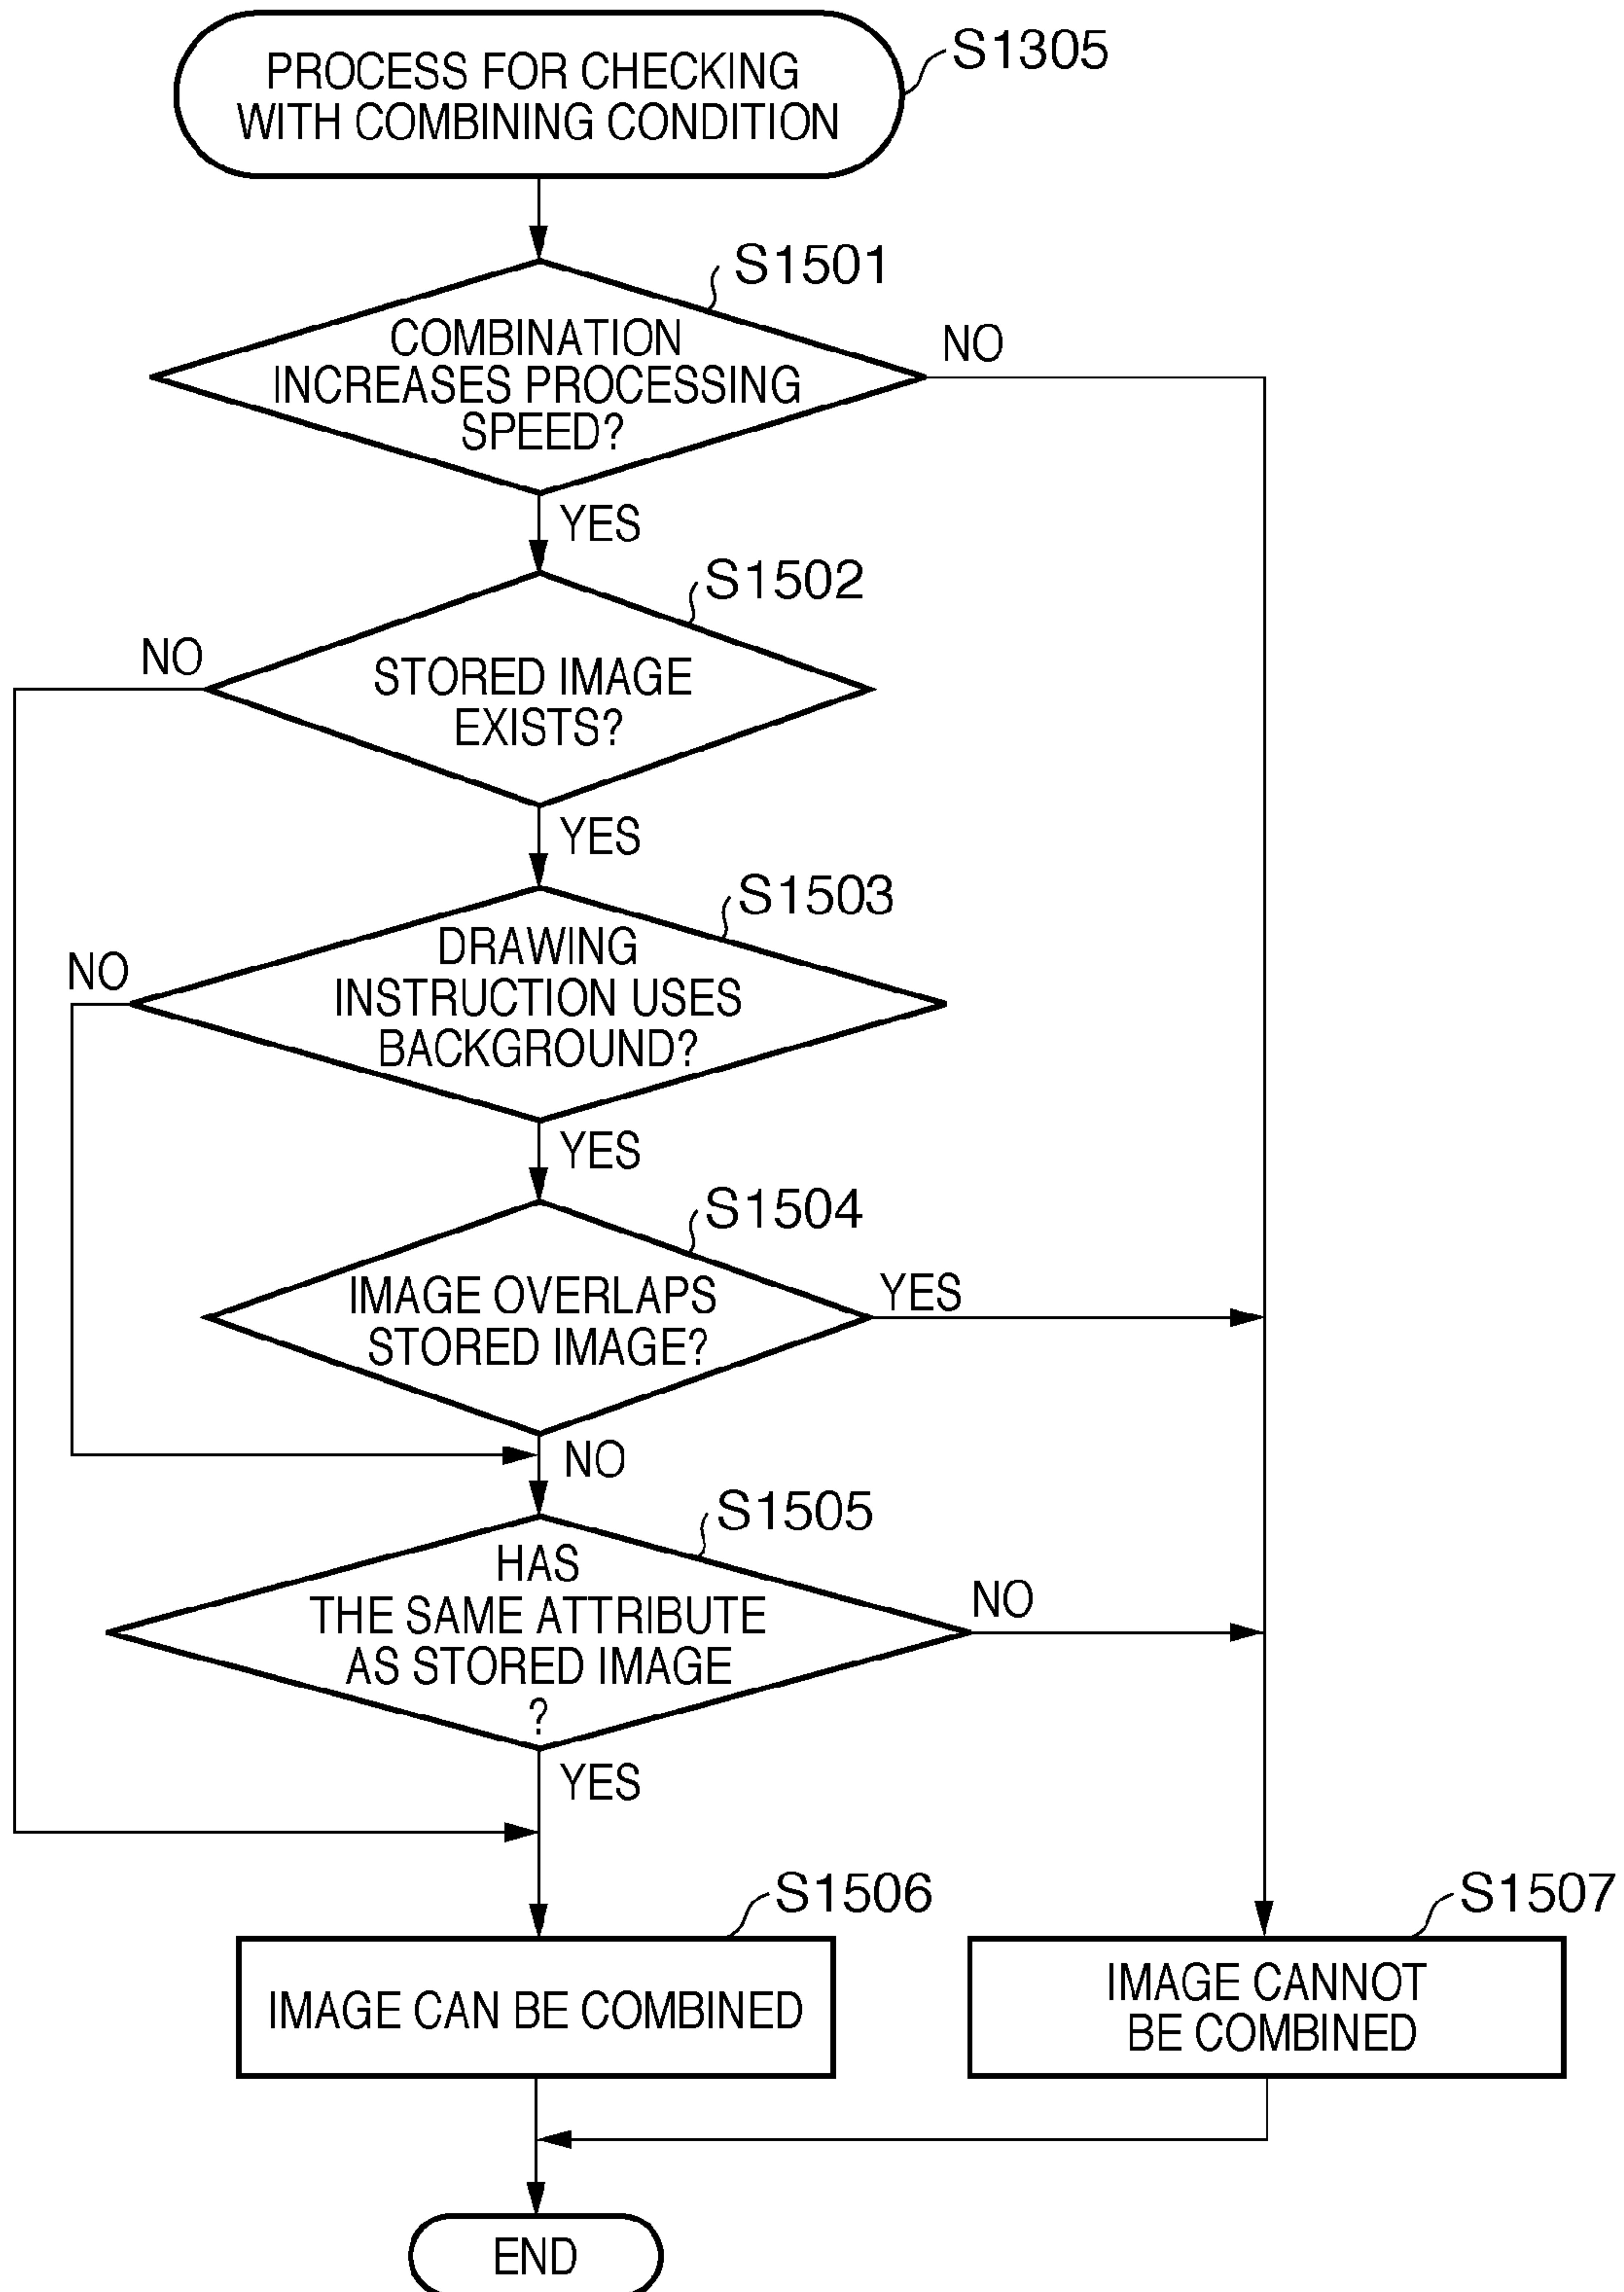 PROCESS FOR CHECKING
WITH COMBINING CONDITION
S1305
S1501
COMBINATION
INCREASES PROCESSING
SPEED?
NO
YES
S1502
NO
STORED IMAGE
EXISTS?
YES
S1503
NO
DRAWING
INSTRUCTION USES
BACKGROUND?
YES
S1504
IMAGE OVERLAPS
STORED IMAGE?
YES
NO
S1505
HAS
THE SAME ATTRIBUTE
AS STORED IMAGE
?
NO
YES
S1506
IMAGE CAN BE COMBINED
S1507
IMAGE CANNOT
BE COMBINED
END